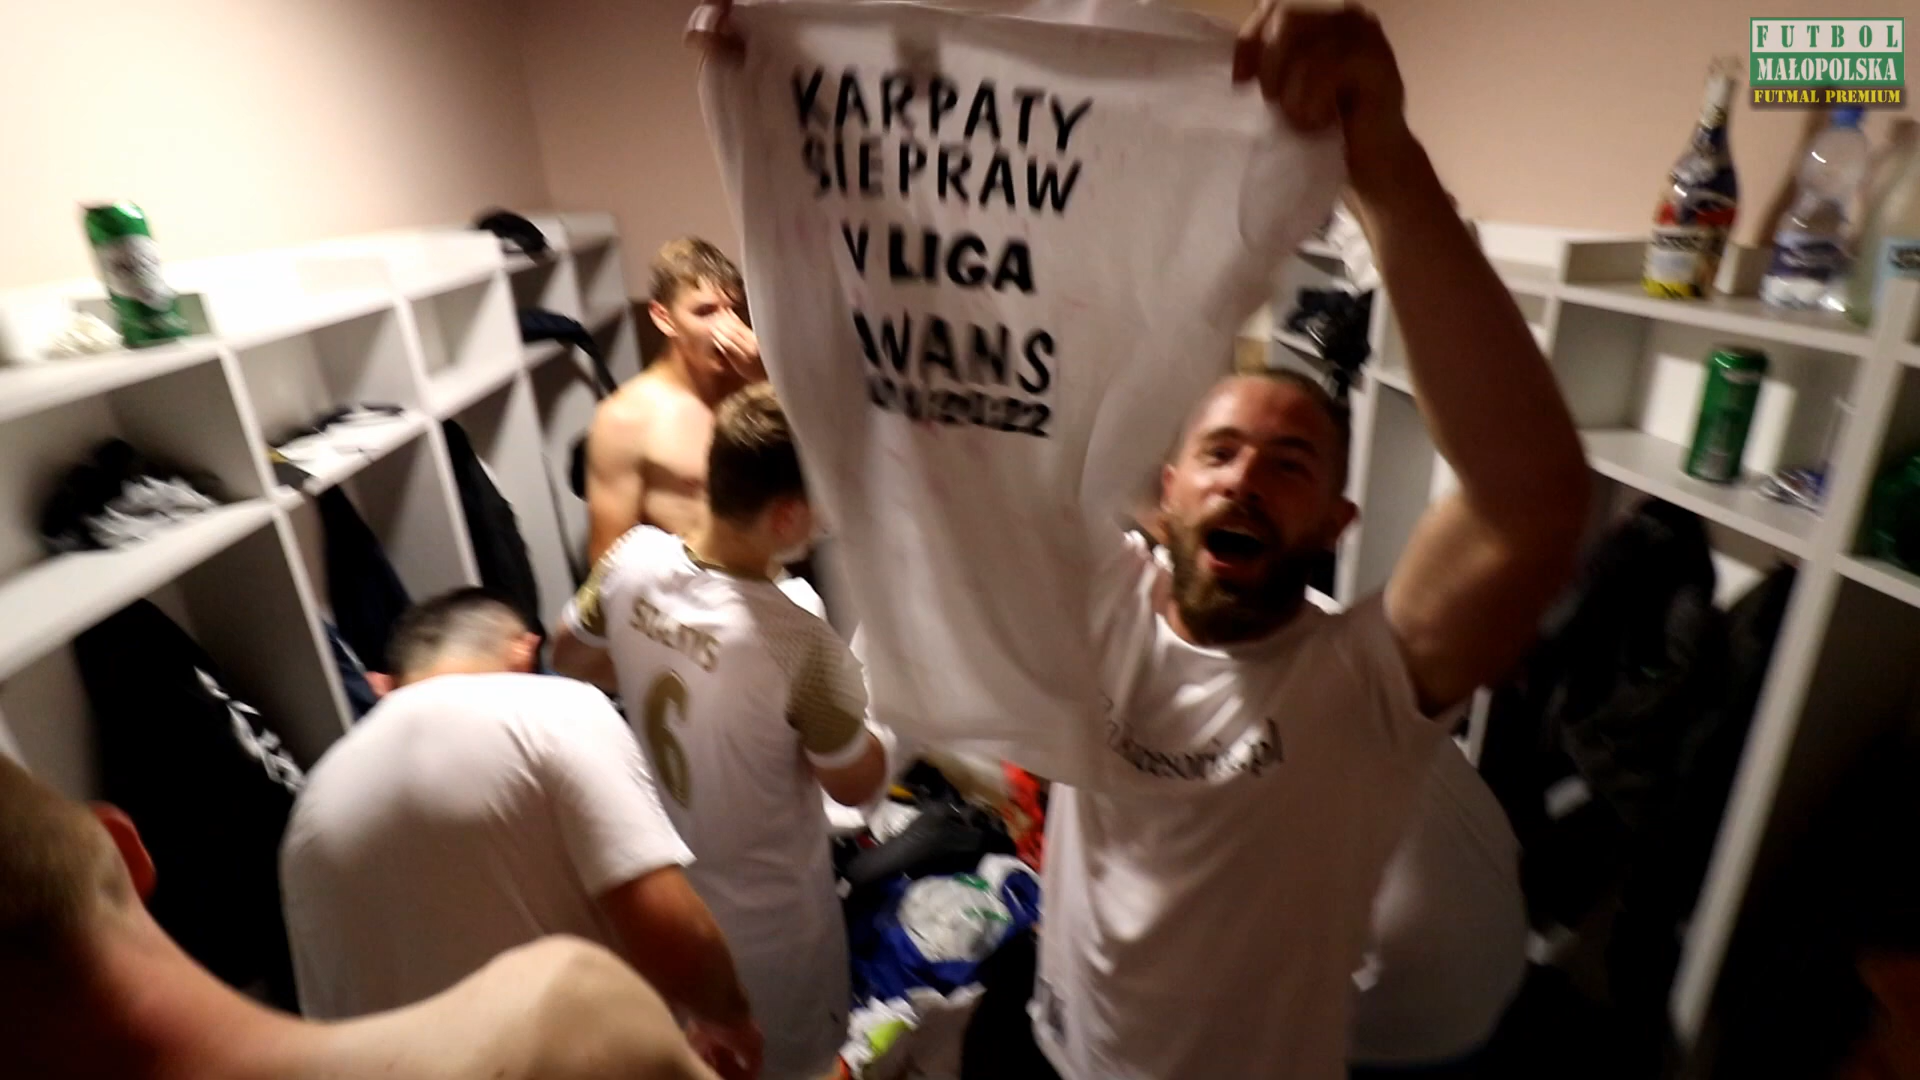 KARPATY
SIEPRAW
V LIGA
AWANS
FUTBOL
MAŁOPOLSKA
FUTMAL PREMIUM
6